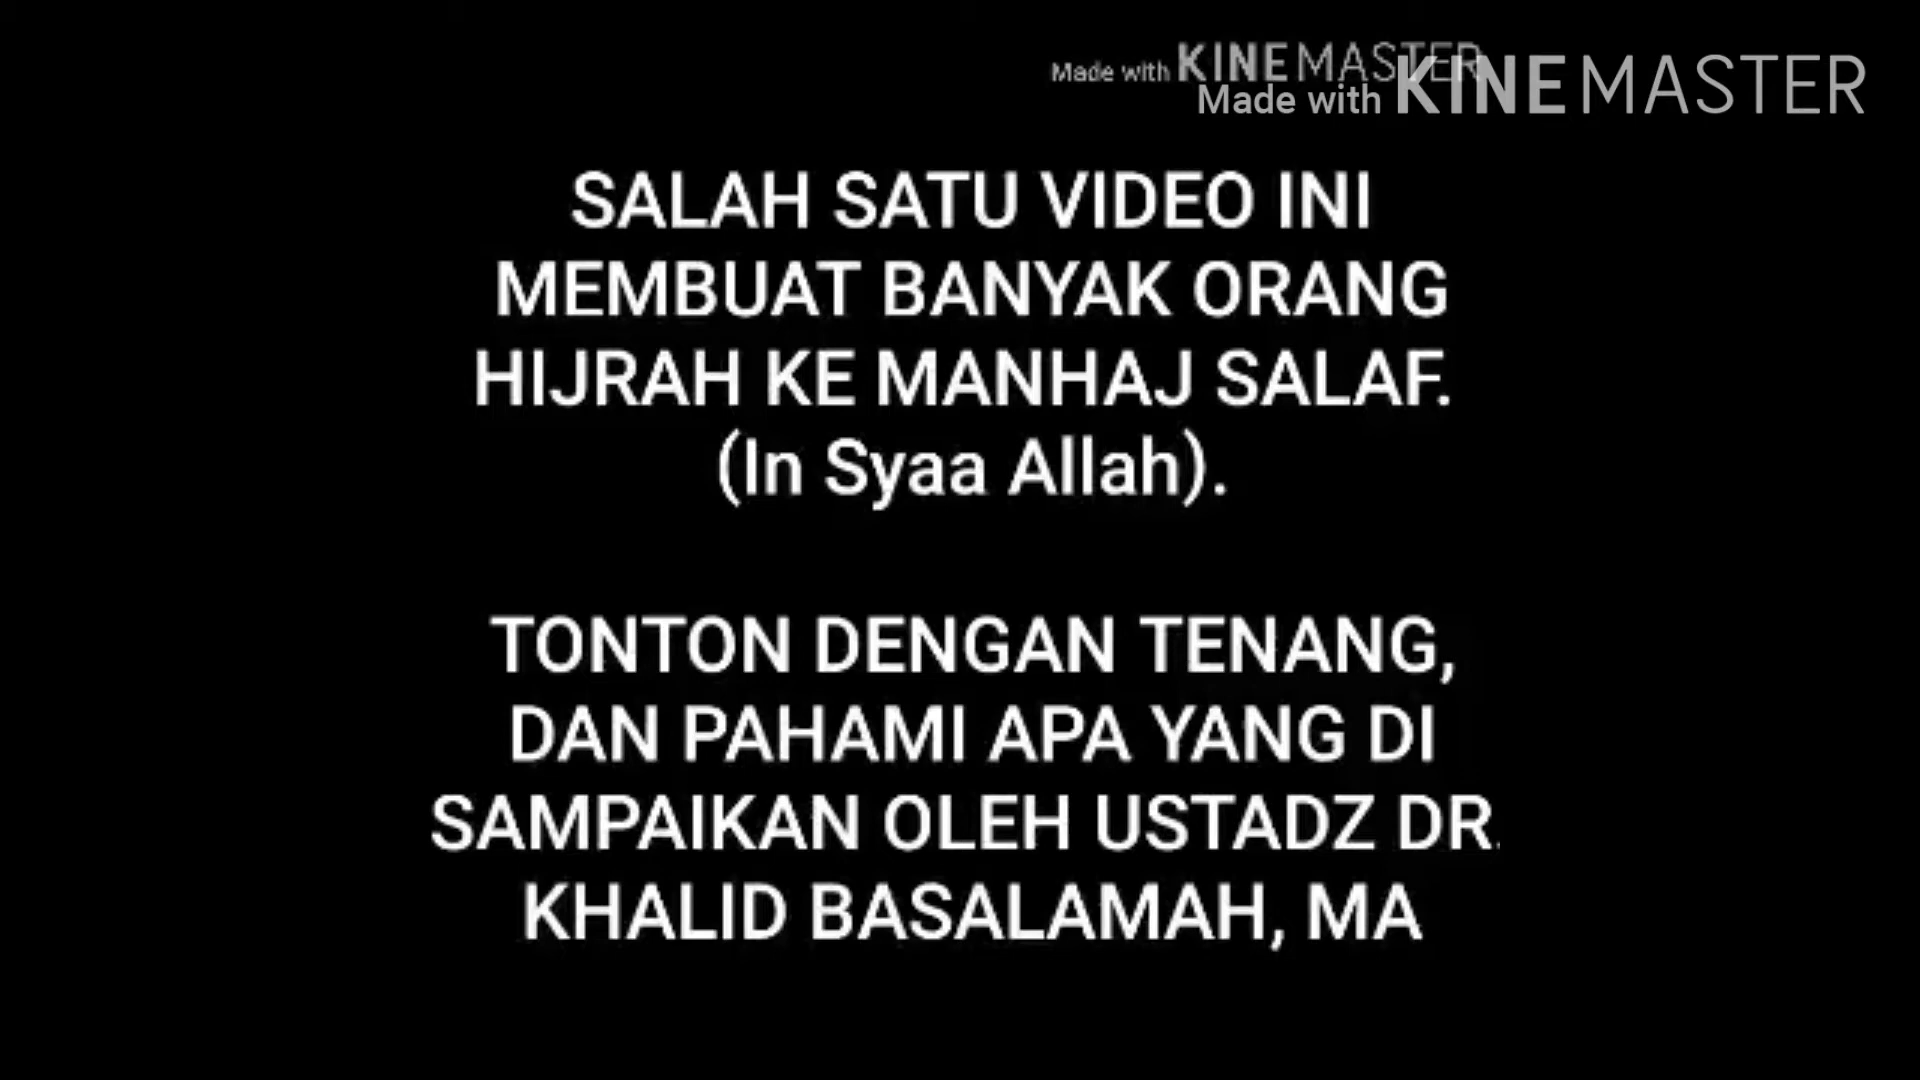 Made with KINEMASTER
Made with KINEMASTER
SALAH SATU VIDEO INI
MEMBUAT BANYAK ORANG
HIJRAH KE MANHAJ SALAF.
(In Syaa Allah).
TONTON DENGAN TENANG,
DAN PAHAMI APA YANG DI
SAMPAIKAN OLEH USTADZ DR.
KHALID BASALAMAH, MA